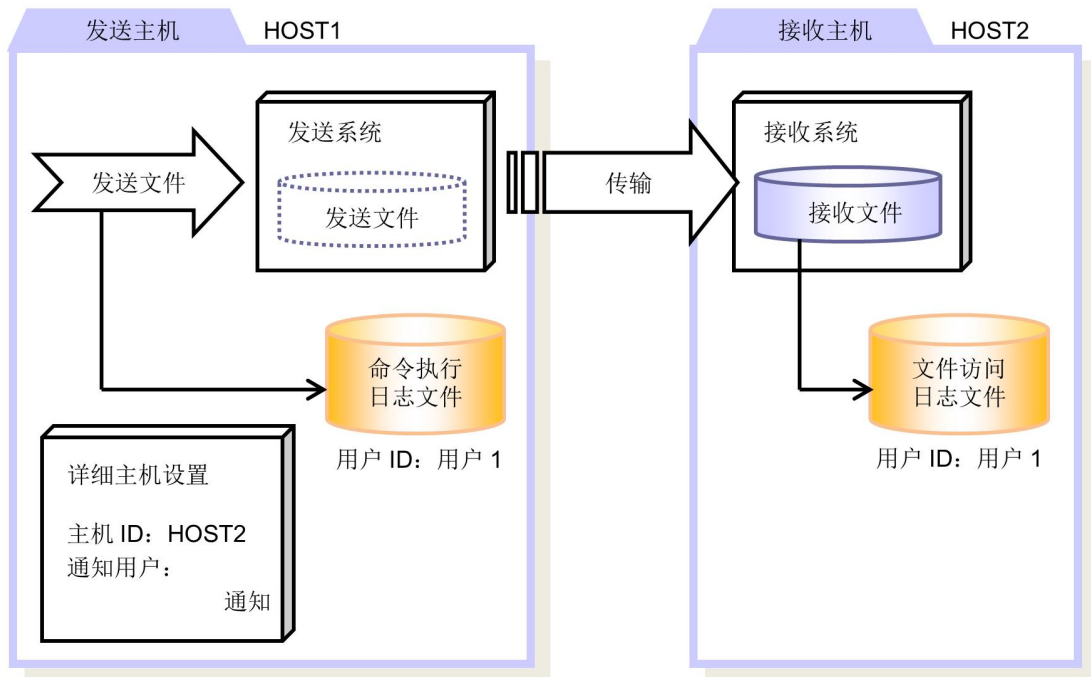 发送主机
HOST1
接收主机
HOST2
发送系统
发送文件
发送文件
传输
接收系统
接收文件
命令执行
日志文件
用户 ID：用户 1
文件访问
日志文件
用户 ID：用户 1
详细主机设置
主机 ID：HOST2
通知用户：
通知